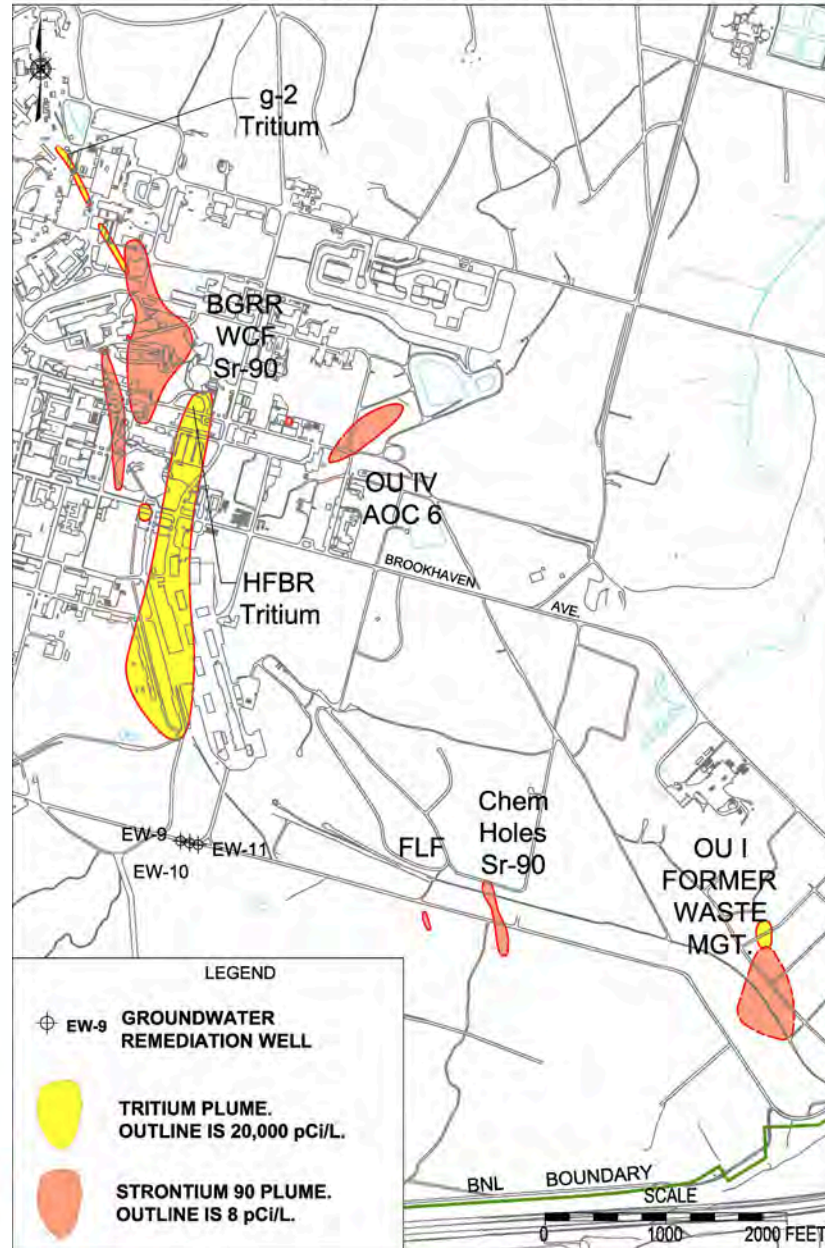 g-2
Tritium
BGRR
WCF
Sr-90
OU IV
AOC 6
BROOKHAVEN
AVE.
HFBR
Tritium
Chem
Holes
Sr-90
FLF
EW-9
EW-11
EW-10
OU I
FORMER
WASTE
MGT.
LEGEND
EW-9 GROUNDWATER
REMEDIATION WELL
TRITIUM PLUME.
OUTLINE IS 20,000 pCi/L.
STRONTIUM 90 PLUME.
OUTLINE IS 8 pCi/L.
BNL BOUNDARY
SCALE
0 1000 2000 FEET